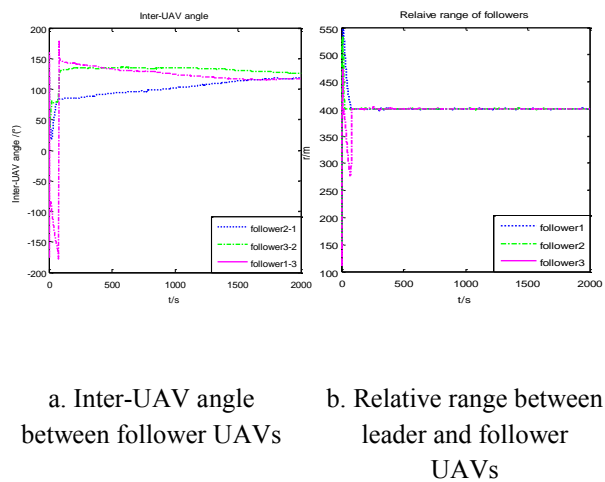 Inter-UAV angle
200
150
100
50
0
-50
-100
-150
-200
Inter-UAV angle /(°)
follower2-1
follower3-2
follower1-3
0
500
1000
1500
2000
t/s
Relaive range of followers
550
500
450
400
350
300
250
200
150
100
r/m
follower1
follower2
follower3
0
500
1000
1500
2000
t/s
a. Inter-UAV angle
between follower UAVs
b. Relative range between
leader and follower
UAVs